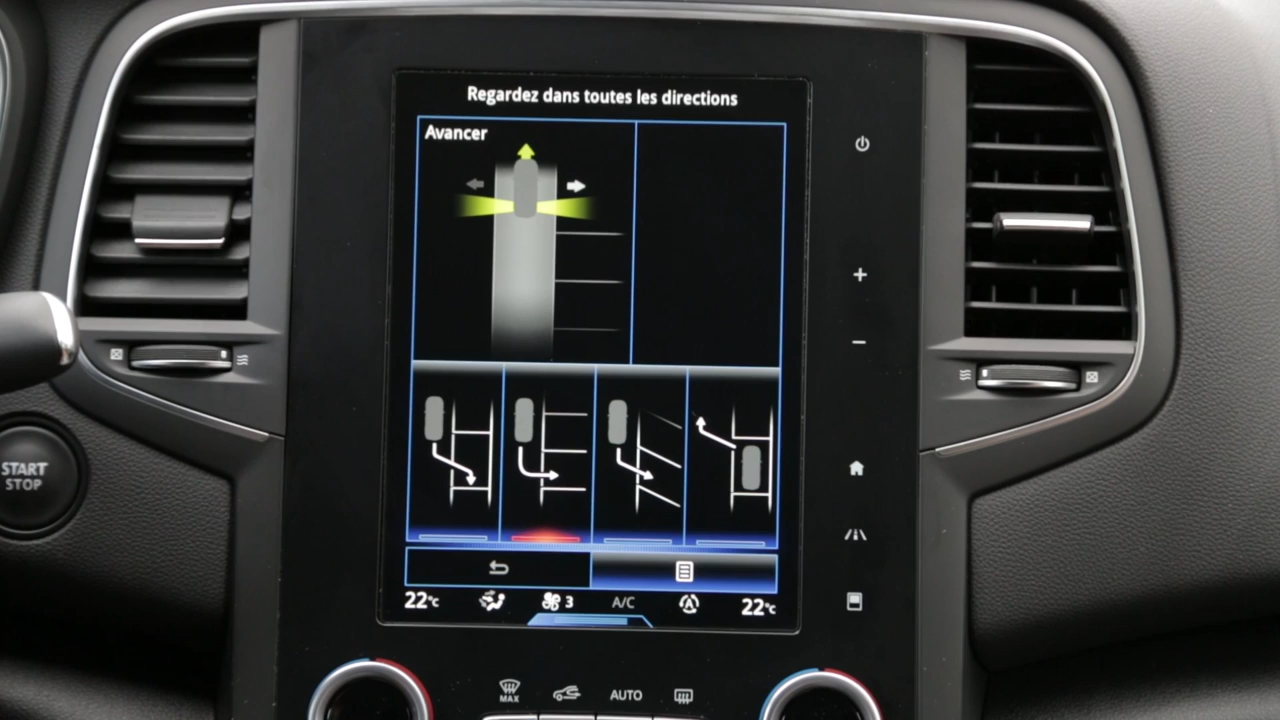 Regardez dans toutes les directions
Avancer
START
STOP
22°c
3
A/C
A
22°c
MAX
AUTO